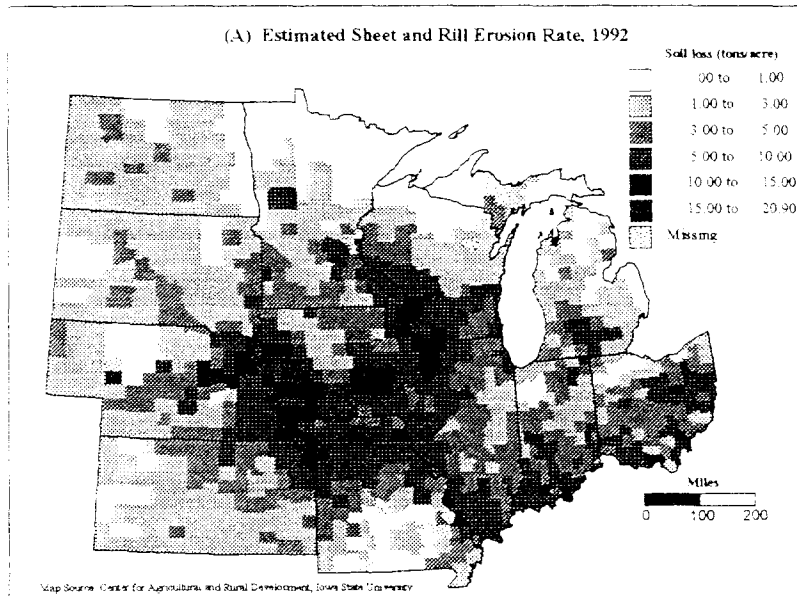 (A) Estimated Sheet and Rill Erosion Rate, 1992
Soil loss (tons/acre)
.00 to 1.00
1.00 to 3.00
3.00 to 5.00
5.00 to 10.00
10.00 to 15.00
15.00 to 20.90
Missing
Miles
0 100 200
Map Source: Center for Agricultural and Rural Development, Iowa State University